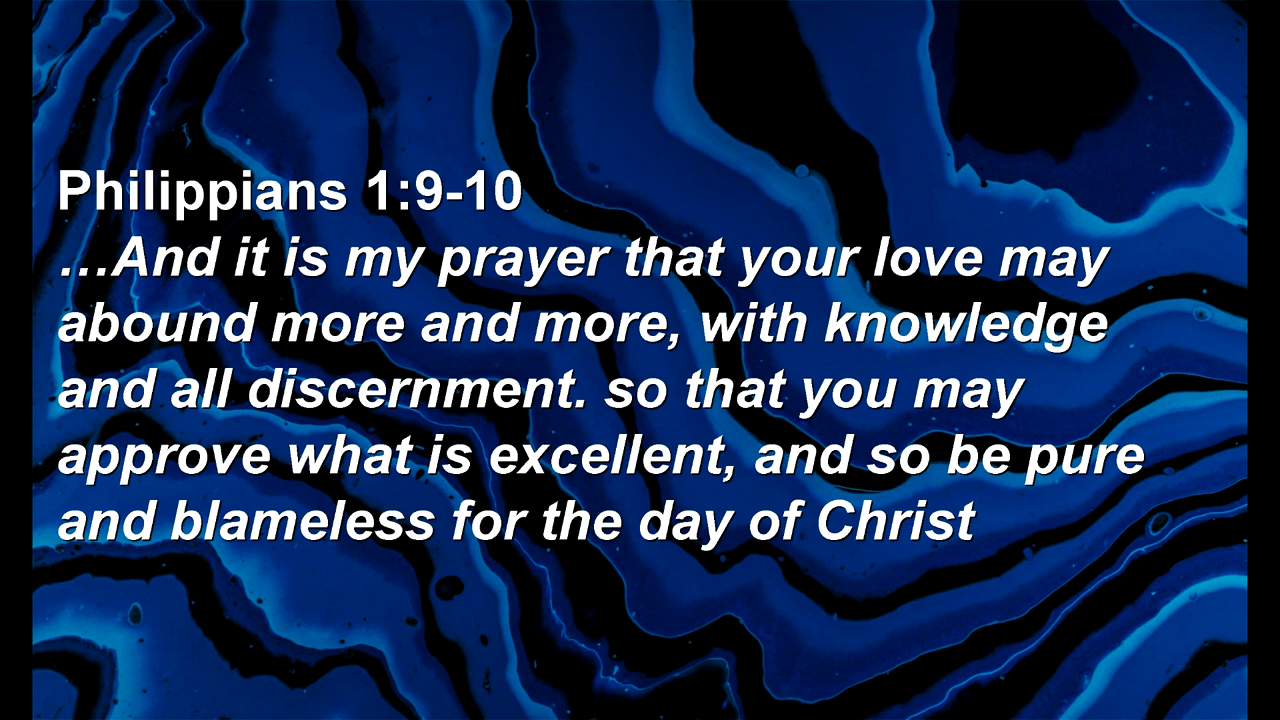 Philippians 1:9-10
…And it is my prayer that your love may
abound more and more, with knowledge
and all discernment. so that you may
approve what is excellent, and so be pure
and blameless for the day of Christ